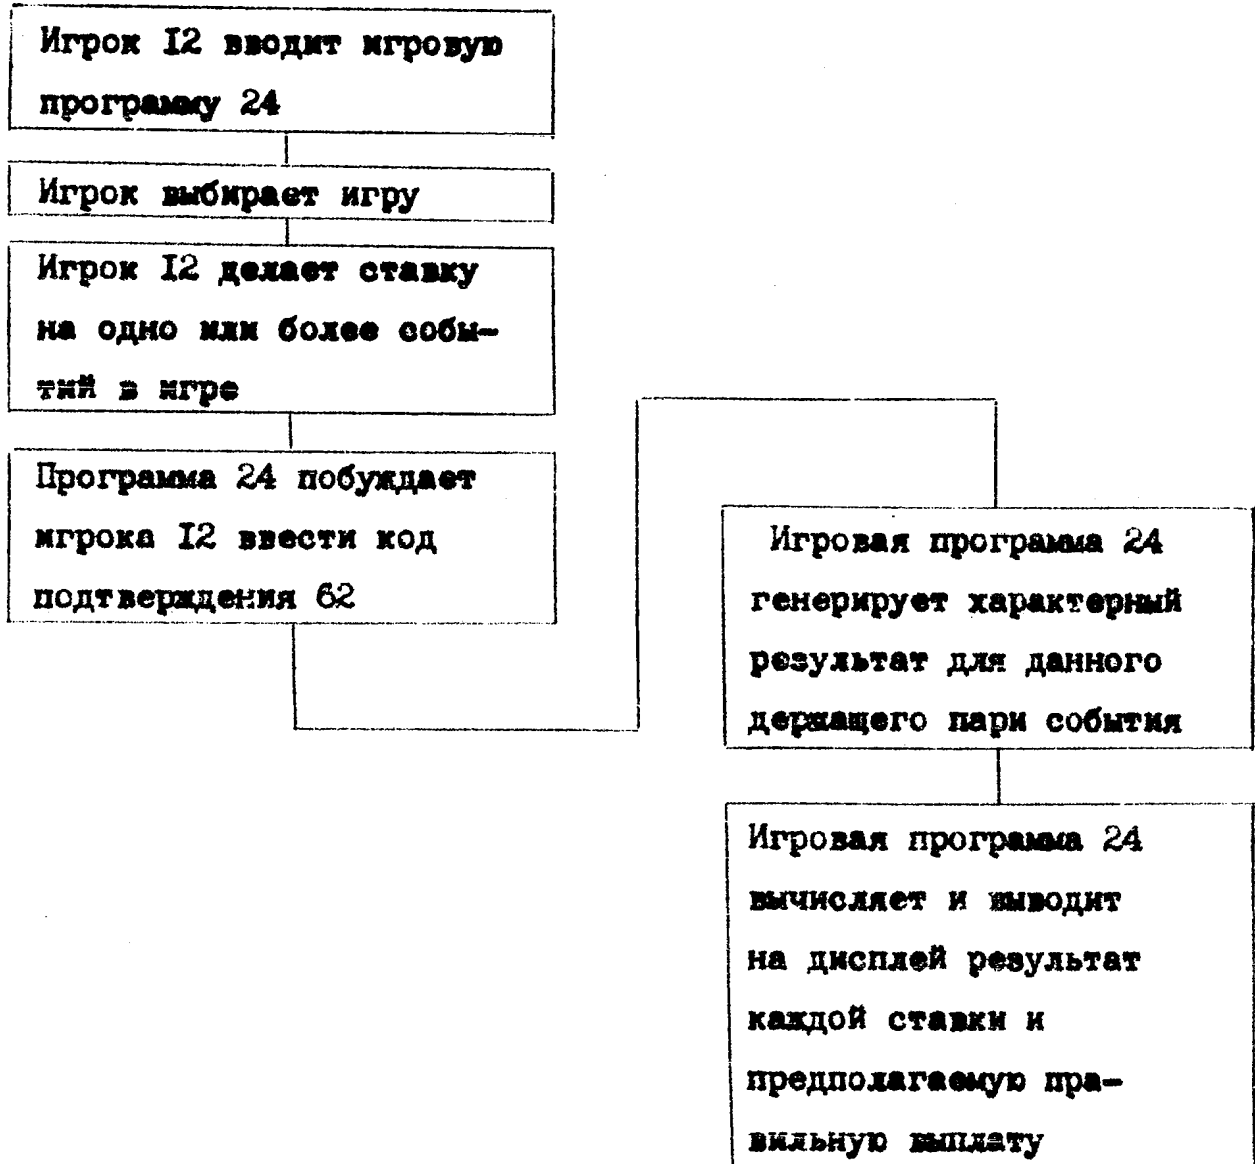 Игрок I2 вводит игровую
программу 24
Игрок выбирает игру
Игрок I2 делает ставку
на одно или более собы-
тий в игре
Программа 24 побуждает
игрока I2 ввести код
подтверждения 62
Игровая программа 24
генерирует характерный
результат для данного
держащего пари события
Игровая программа 24
вычисляет и выводит
на дисплей результат
каждой ставки и
предполагаемую пра-
вильную выплату